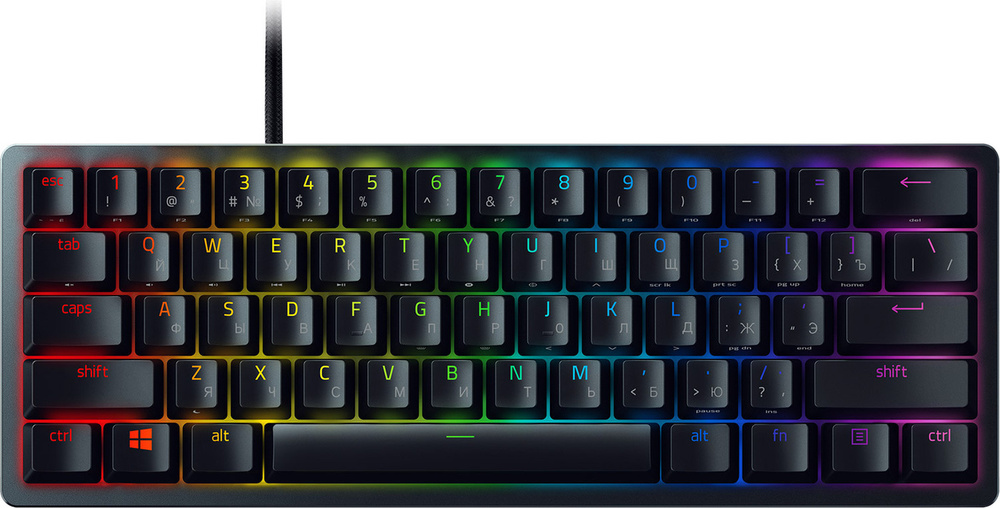 esc 1 ! F1 2 @ F2 3 # № F3 4 $ ; F4 5 % F5 6 ^ : F6 7 & ? F7 8 * F8 9 ( F9 0 ) F10 - — F11 = + F12 ← del
tab Q Й W Ц E У R К T Е Y Н U Г I Ш O Щ scr lk P З prt sc [ { Х pg up ] } Ъ home \ | /
caps A Ф S Ы D В F А G П H Р J О K Л L Д ; : Ж pg dn ' " Э end
shift Z Я X Ч C С V М B И N Т M Ь , < Б . > Ю pause / ? . ins shift
ctrl alt alt fn ctrl